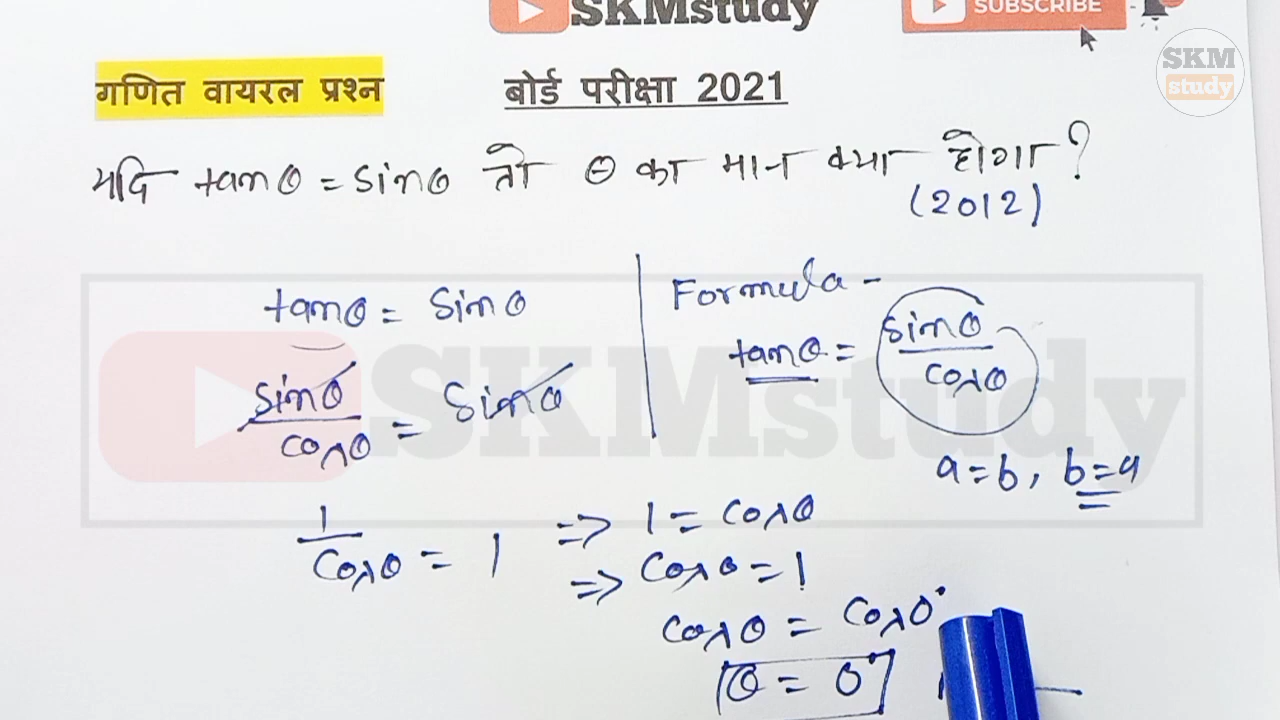 SKMstudy
SUBSCRIBE
SKM
study
गणित वायरल प्रश्न
बोर्ड परीक्षा 2021
यदि tanθ = sinθ तो θ का मान क्या होगा?
(2012)
tanθ = sinθ
sinθ/cosθ = sinθ
1/cosθ = 1
Formula -
tanθ = sinθ/cosθ
a=b, b=a
=> 1 = cosθ
=> cosθ = 1
cosθ = cos0°
θ = 0°
SKMstudy